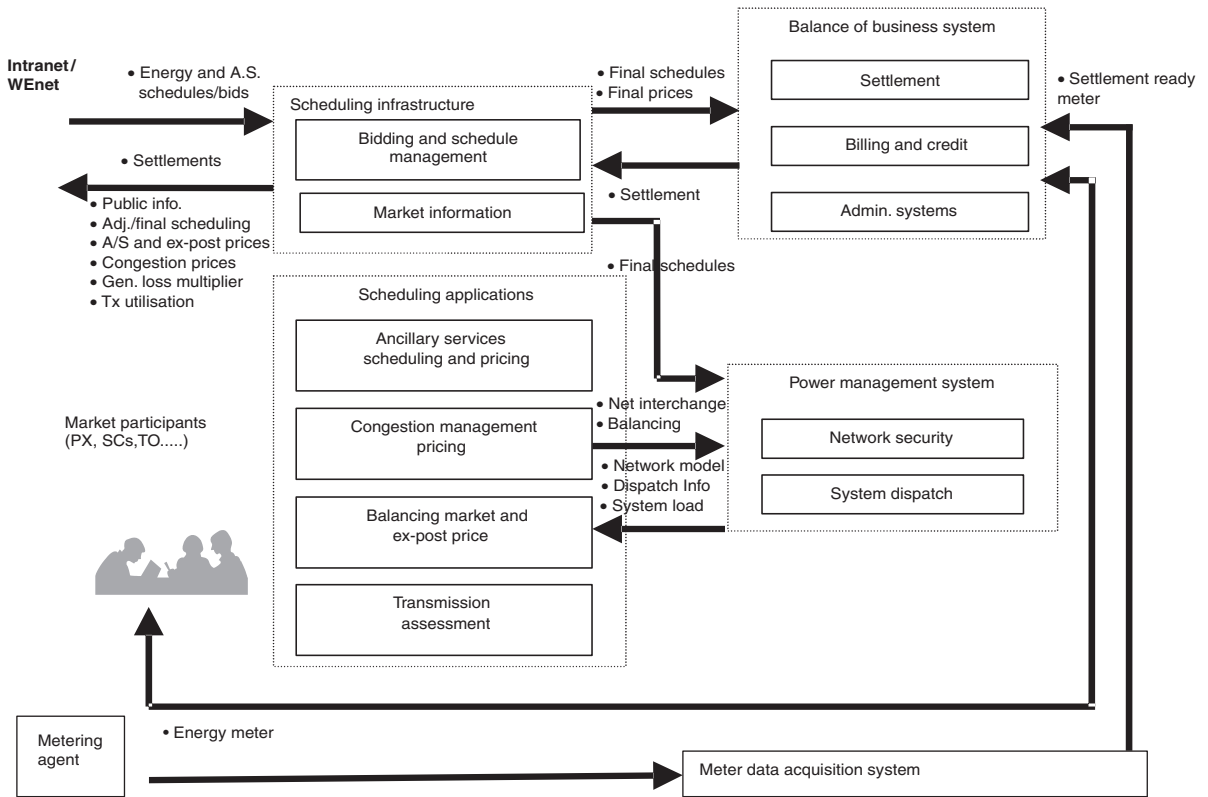 Intranet/
WEnet
• Energy and A.S.
schedules/bids
• Settlements
• Public info.
• Adj./final scheduling
• A/S and ex-post prices
• Congestion prices
• Gen. loss multiplier
• Tx utilisation
Scheduling infrastructure
Bidding and schedule
management
Market information
• Final schedules
• Final prices
• Settlement
• Final schedules
Balance of business system
Settlement
Billing and credit
Admin. systems
• Settlement ready
meter
Scheduling applications
Ancillary services
scheduling and pricing
Congestion management
pricing
Balancing market and
ex-post price
Transmission
assessment
• Net interchange
• Balancing
• Network model
• Dispatch Info
• System load
Power management system
Network security
System dispatch
Market participants
(PX, SCs,TO.....)
• Energy meter
Metering
agent
Meter data acquisition system